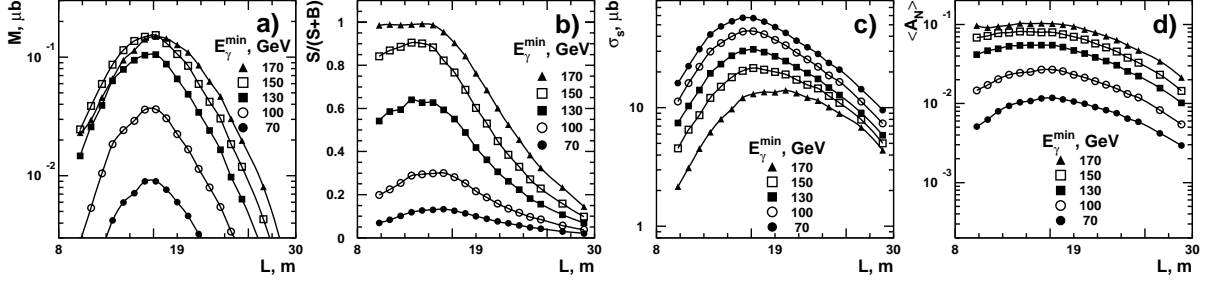 M, μb
a)
E_γ^min, GeV
170
150
130
100
70
10^-1
10^-2
8
19
30
L, m
S/(S+B)
b)
E_γ^min, GeV
170
150
130
100
70
1
0.8
0.6
0.4
0.2
0
8
19
30
L, m
σ_s, μb
c)
10
1
E_γ^min, GeV
170
150
130
100
70
8
19
30
L, m
<A_N>
d)
10^-1
10^-2
10^-3
E_γ^min, GeV
170
150
130
100
70
8
19
30
L, m